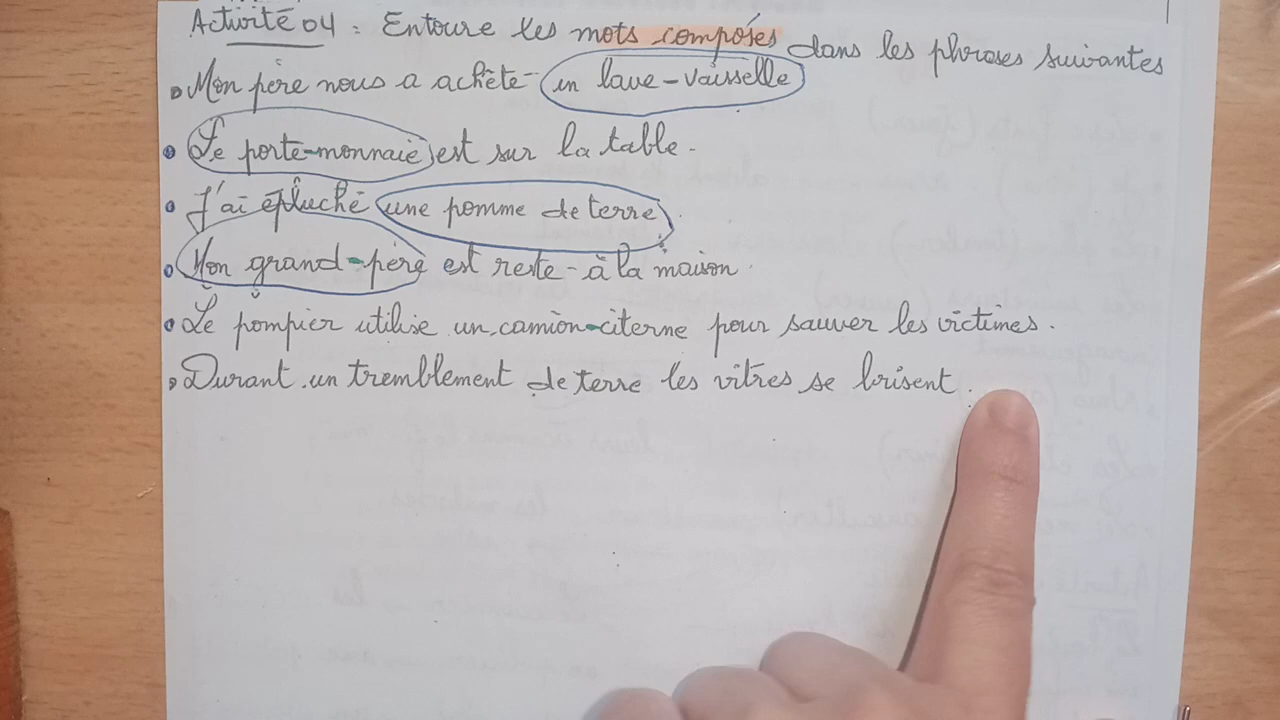 Activité 04 : Entoure les mots composés dans les phrases suivantes
• Mon père nous a achété un lave-vaisselle
• Le porte-monnaie est sur la table.
• J'ai épluché une pomme de terre.
• Mon grand-père est resté à la maison.
• Le pompier utilise un camion-citerne pour sauver les victimes.
• Durant un tremblement de terre les vitres se brisent.